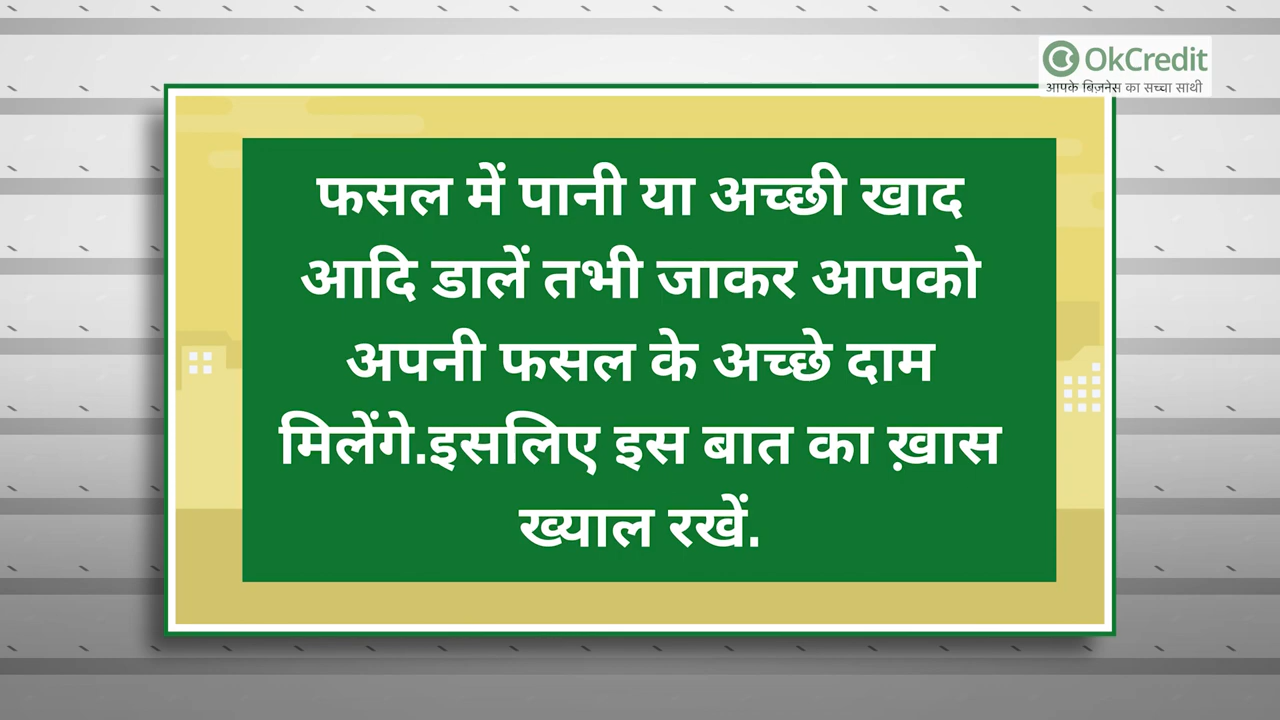 OkCredit
आपके बिज़नेस का सच्चा साथी
फसल में पानी या अच्छी खाद
आदि डालें तभी जाकर आपको
अपनी फसल के अच्छे दाम
मिलेंगे.इसलिए इस बात का ख़ास
ख्याल रखें.